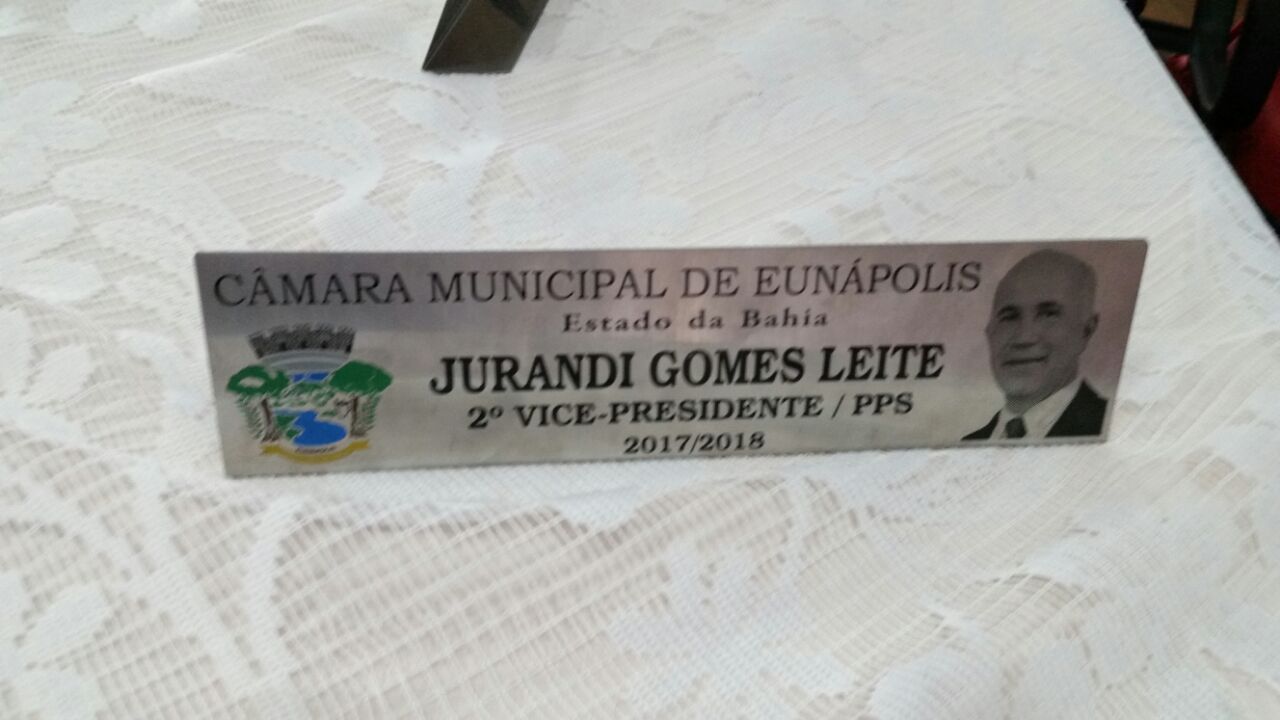 CÂMARA MUNICIPAL DE EUNÁPOLIS
Estado da Bahia
JURANDI GOMES LEITE
2º VICE-PRESIDENTE / PPS
2017/2018